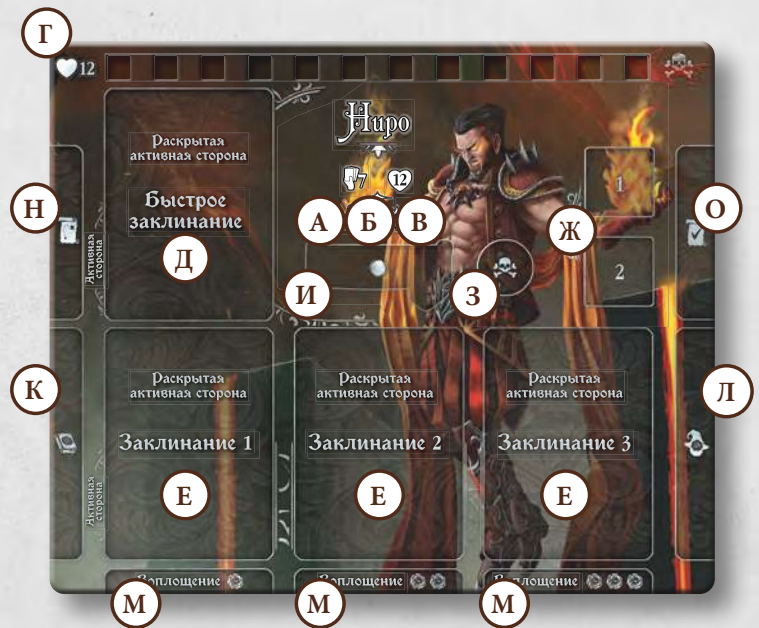 Г
12
Ниро
Раскрытая
активная сторона
1
7
12
Н
О
Быстрое
заклинание
А
Б
В
Ж
Активная
сторона
Д
2
И
З
К
Раскрытая
активная сторона
Раскрытая
активная сторона
Раскрытая
активная сторона
Л
Заклинание 1
Заклинание 2
Заклинание 3
Активная
сторона
Е
Е
Е
Воплощение
Воплощение
Воплощение
М
М
М